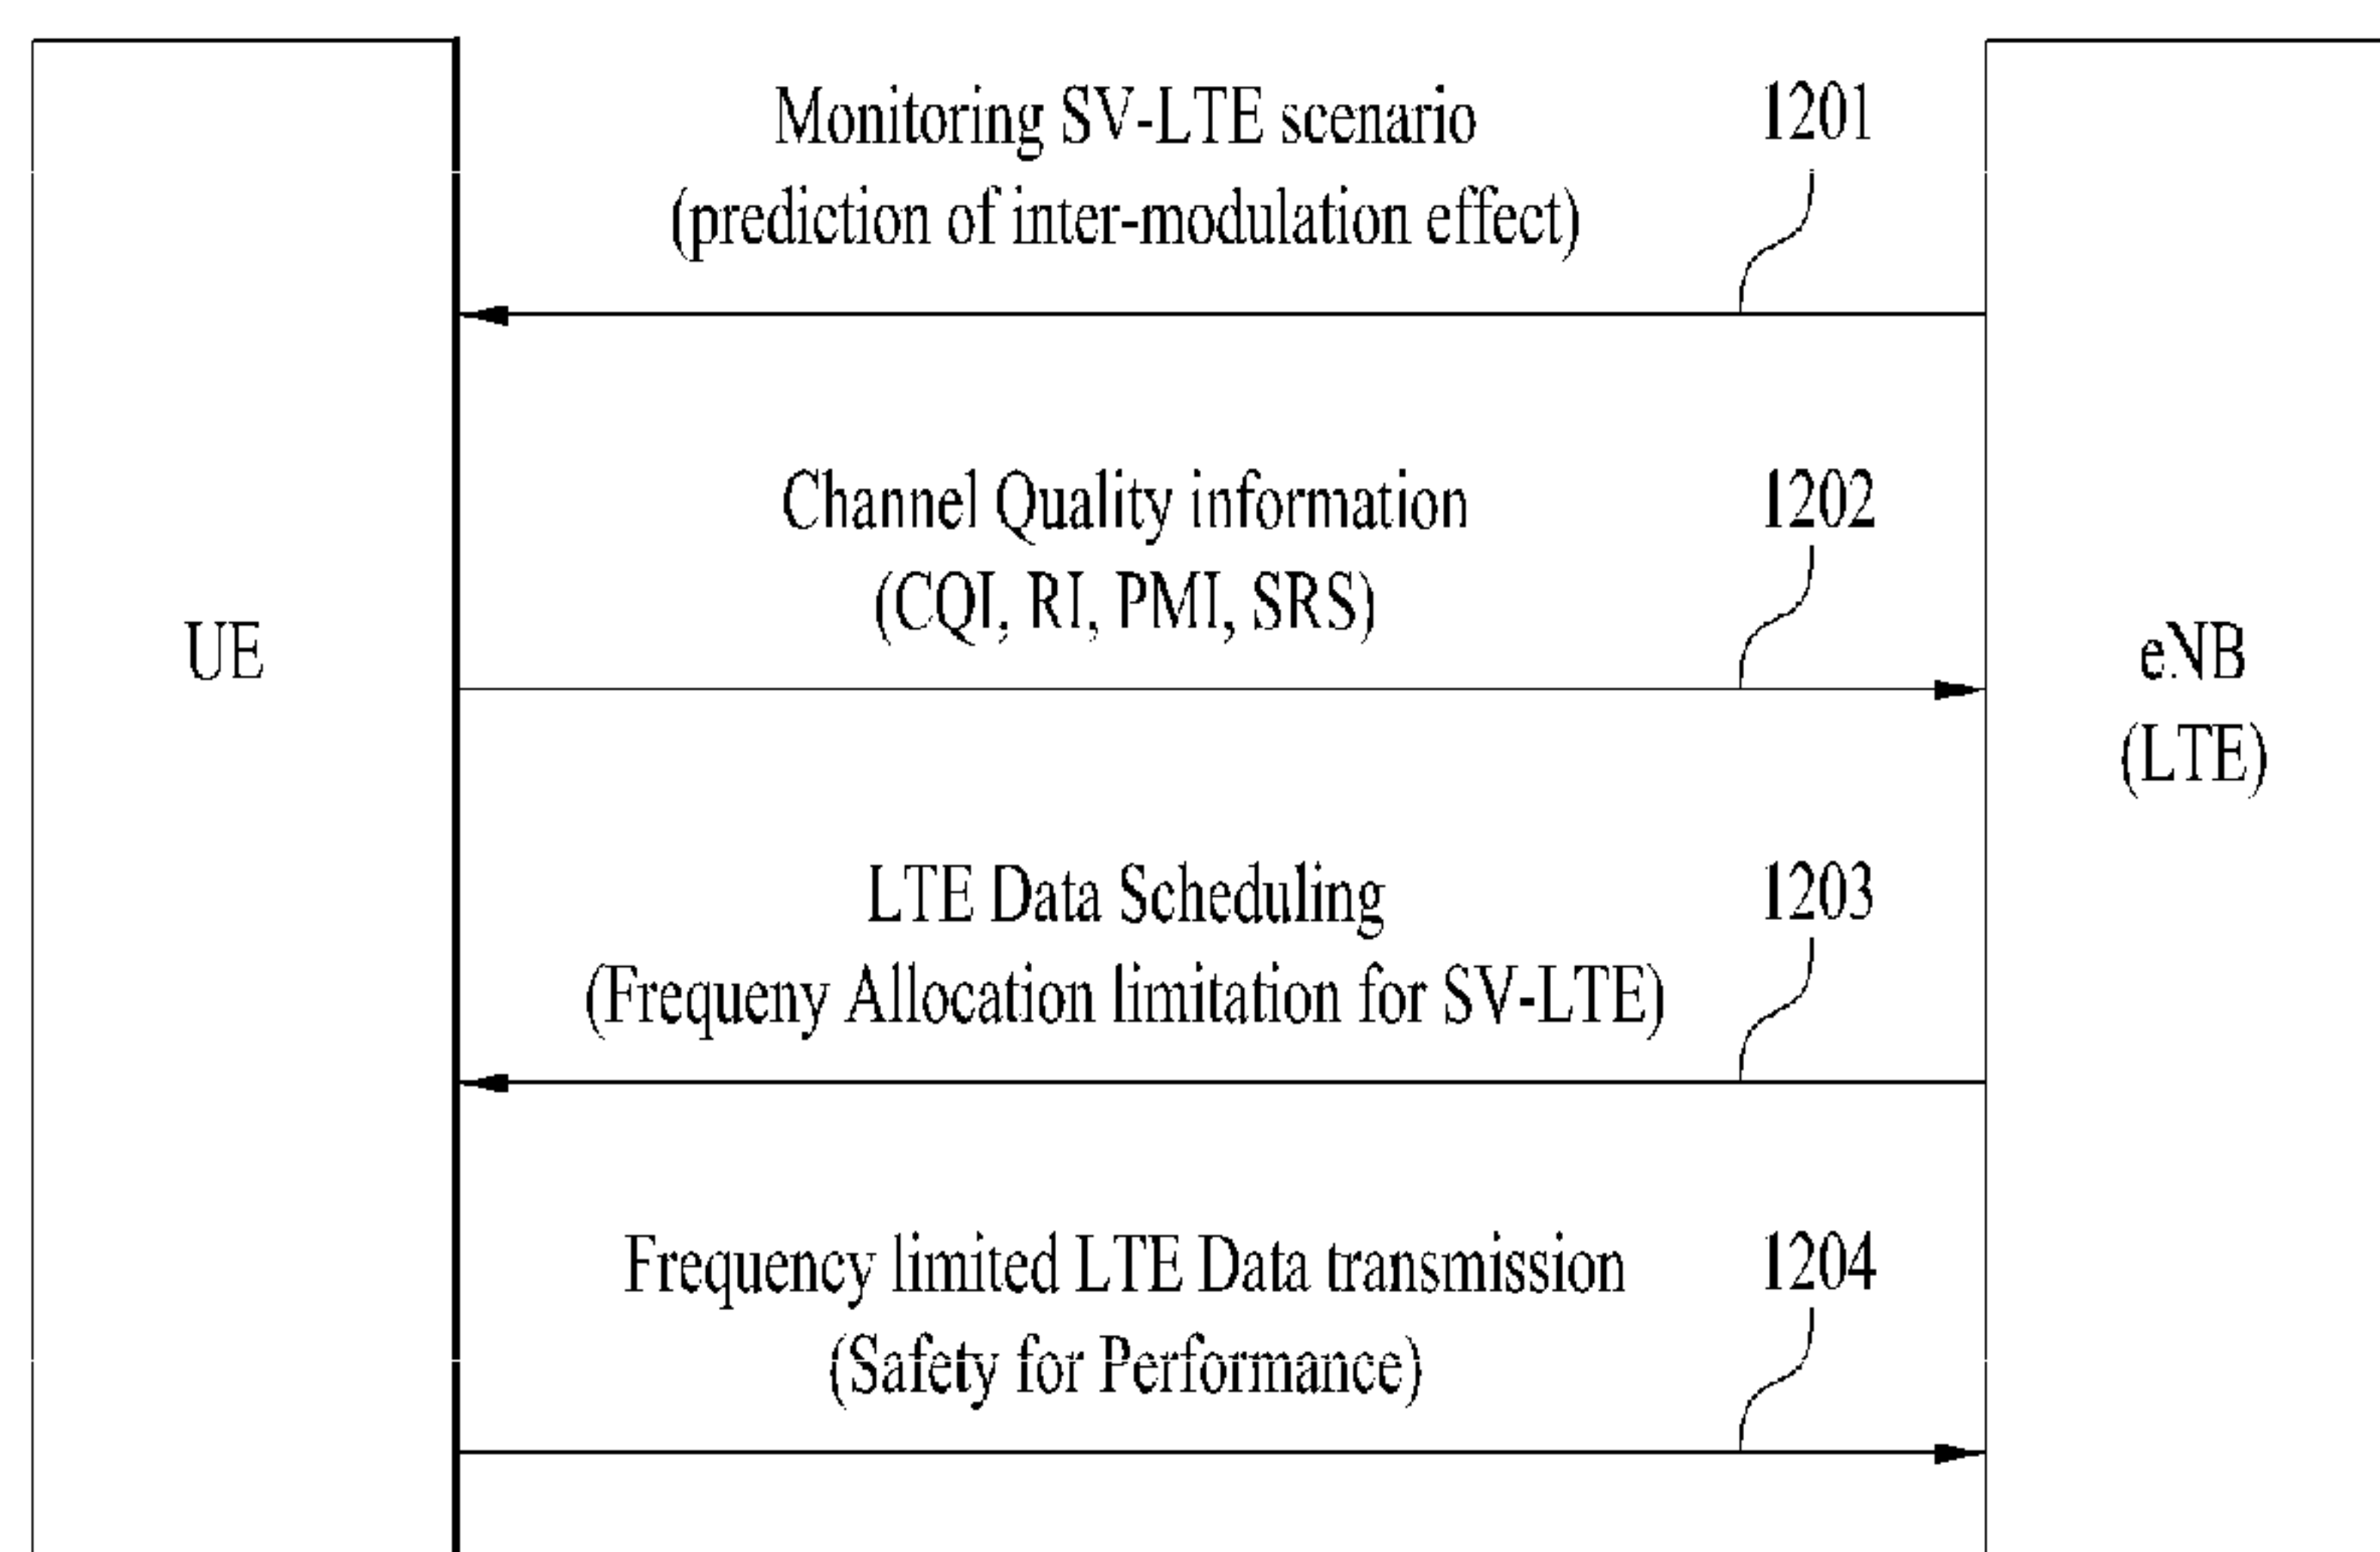 Monitoring SV-LTE scenario
(prediction of inter-modulation effect)
1201
Channel Quality information
(CQI, RI, PMI, SRS)
1202
UE
eNB
(LTE)
LTE Data Scheduling
(Frequeny Allocation limitation for SV-LTE)
1203
Frequency limited LTE Data transmission
(Safety for Performance)
1204